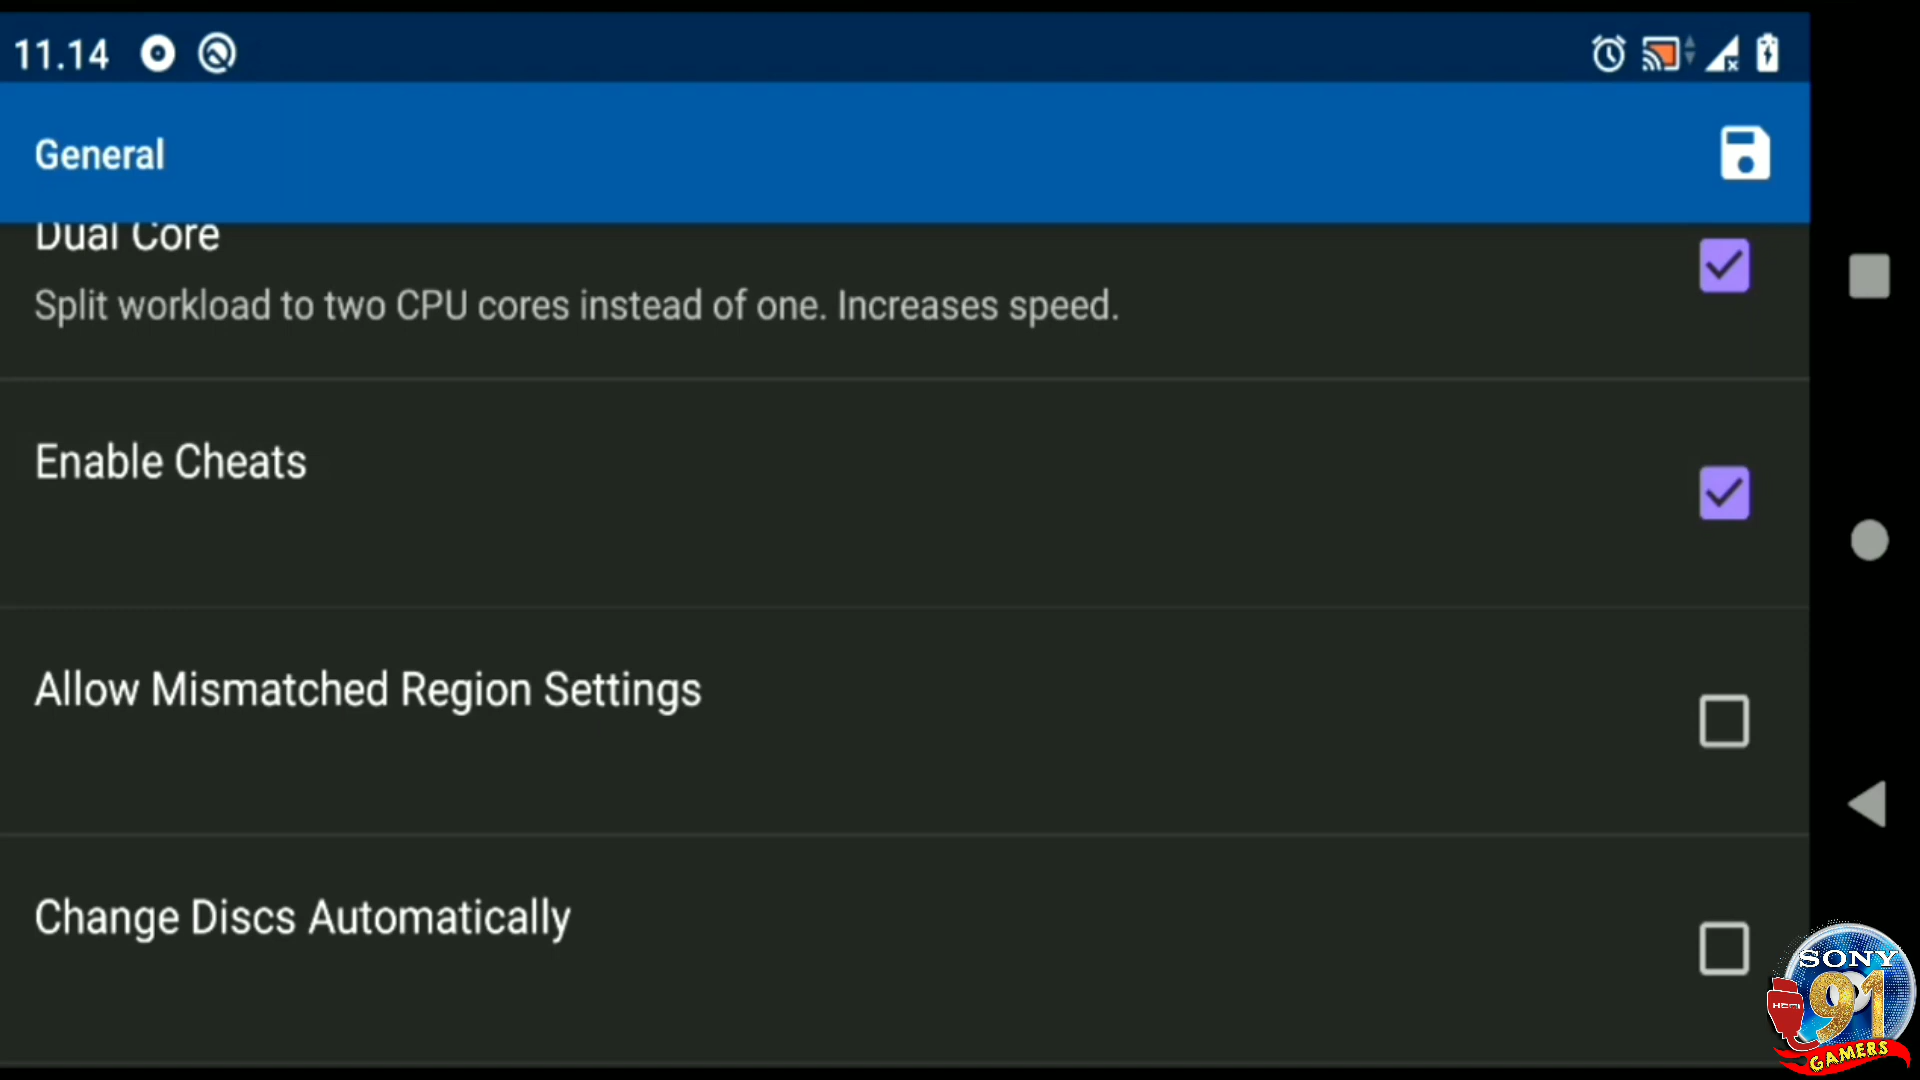 11.14
General
Dual Core
Split workload to two CPU cores instead of one. Increases speed.
Enable Cheats
Allow Mismatched Region Settings
Change Discs Automatically
SONY
HDMI
91
GAMERS